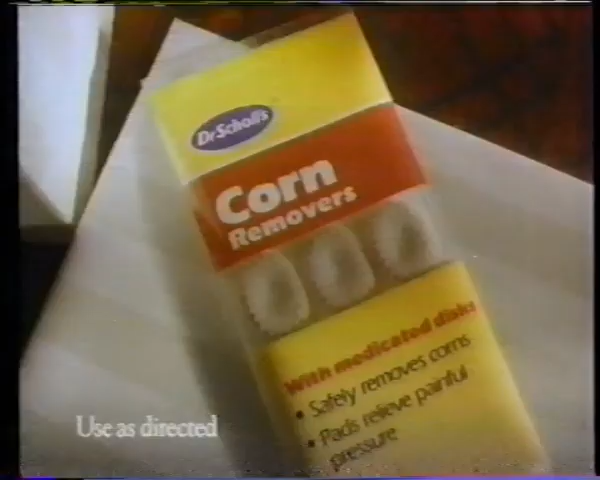 Dr Scholl's
Corn
Removers
With medicated disks
• Safely removes corns
• Pads relieve painful
pressure
Use as directed